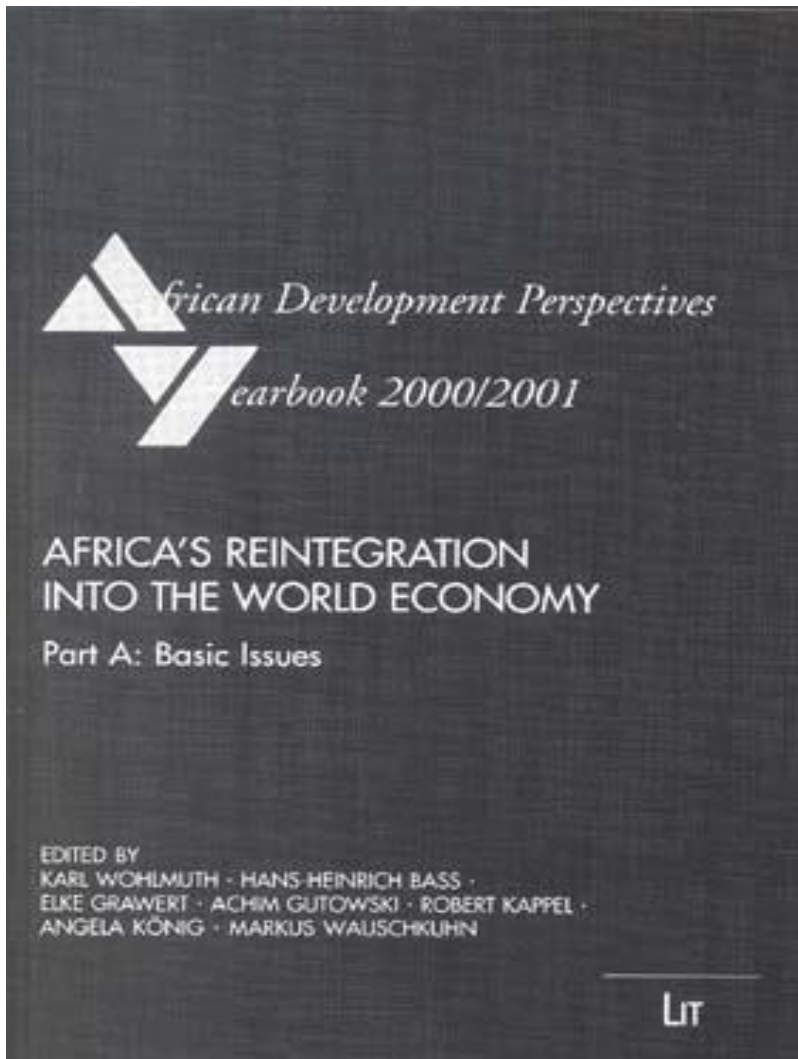 African Development Perspectives
Yearbook 2000/2001
AFRICA'S REINTEGRATION
INTO THE WORLD ECONOMY
Part A: Basic Issues
EDITED BY
KARL WOHLMUTH · HANS-HEINRICH BASS ·
ELKE GRAWERT · ACHIM GUTOWSKI · ROBERT KAPPEL ·
ANGELA KÖNIG · MARKUS WAUSCHKUHN
LIT